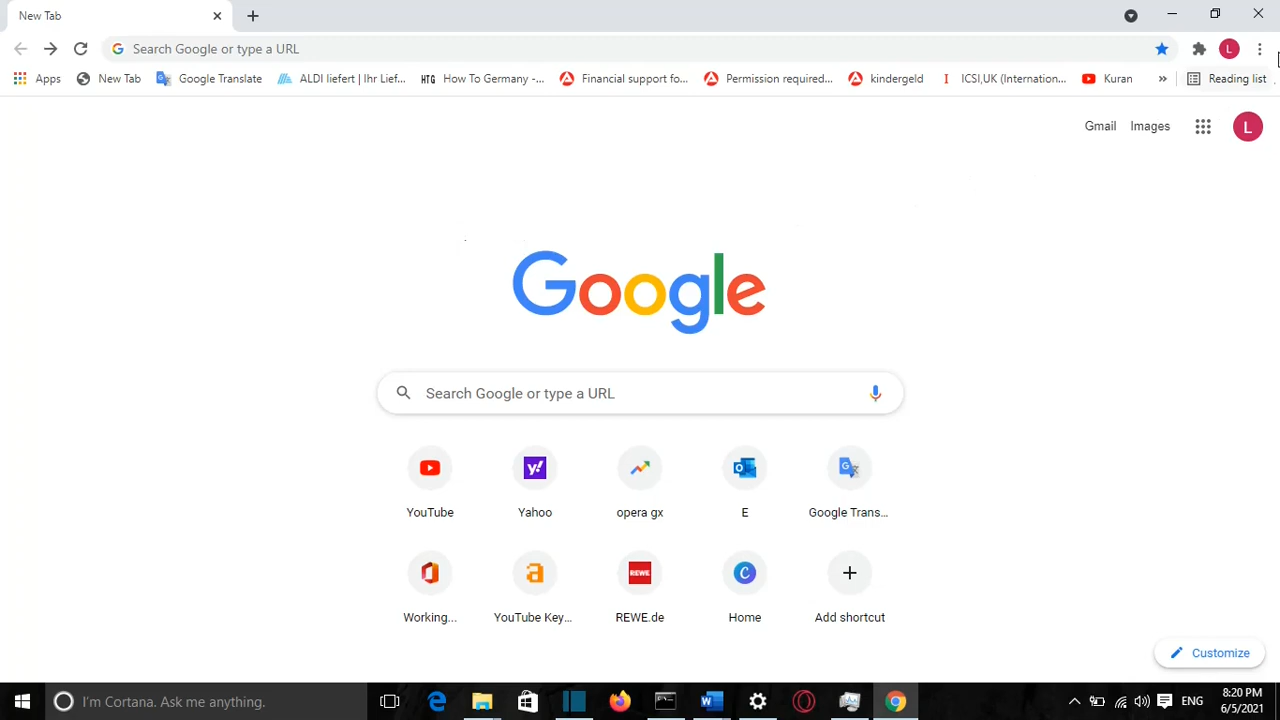 New Tab
Search Google or type a URL
L
Apps
New Tab
Google Translate
ALDI liefert | Ihr Lief...
HTG How To Germany -...
Financial support fo...
Permission required...
kindergeld
I ICSI,UK (Internation...
Kuran
»
Reading list
Gmail
Images
L
Google
Search Google or type a URL
YouTube
y! Yahoo
opera gx
E
Google Trans...
Working...
a YouTube Key...
REWE REWE.de
C Home
Add shortcut
Customize
I'm Cortana. Ask me anything.
ENG
8:20 PM
6/5/2021